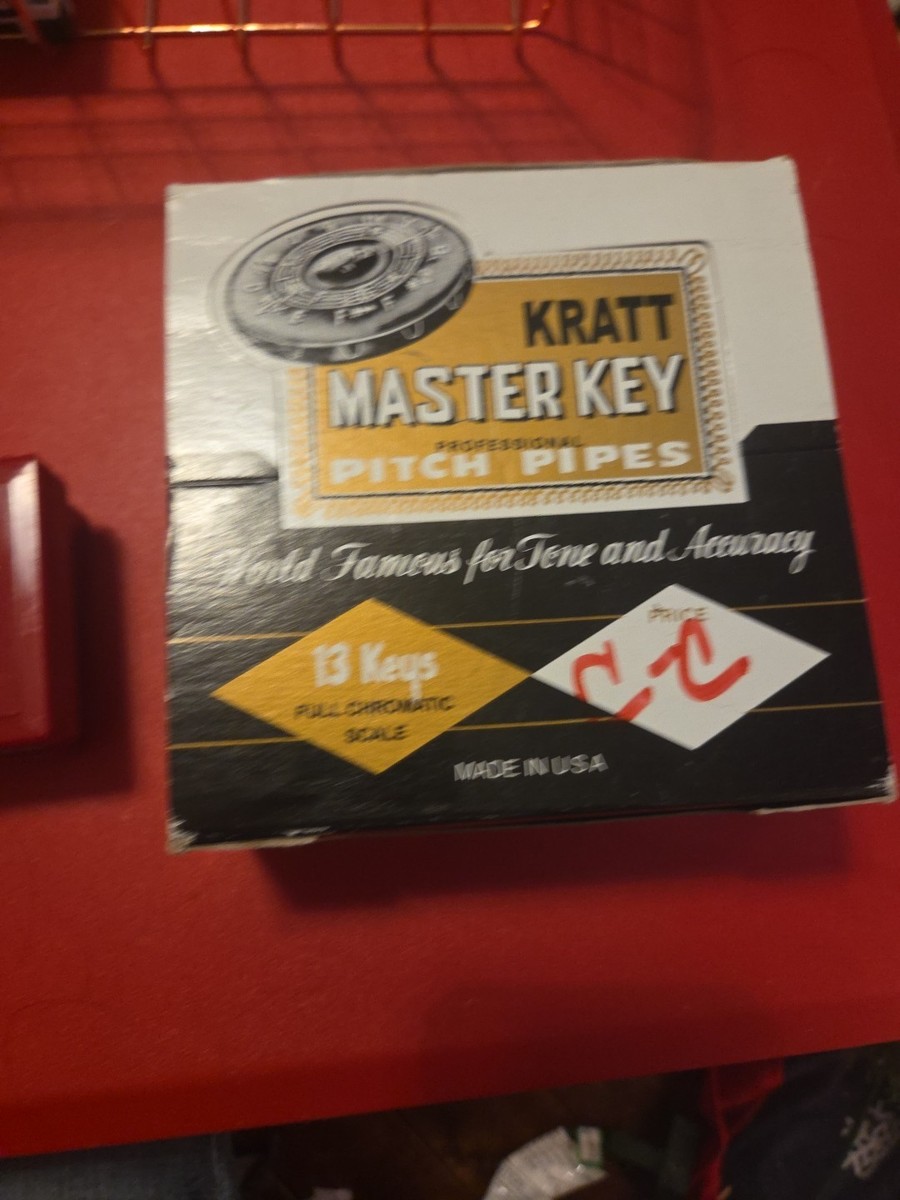 KRATT
MASTER KEY
PROFESSIONAL
PITCH PIPES
World Famous for Tone and Accuracy
13 Keys
FULL CHROMATIC
SCALE
PRICE
C-C
MADE IN USA